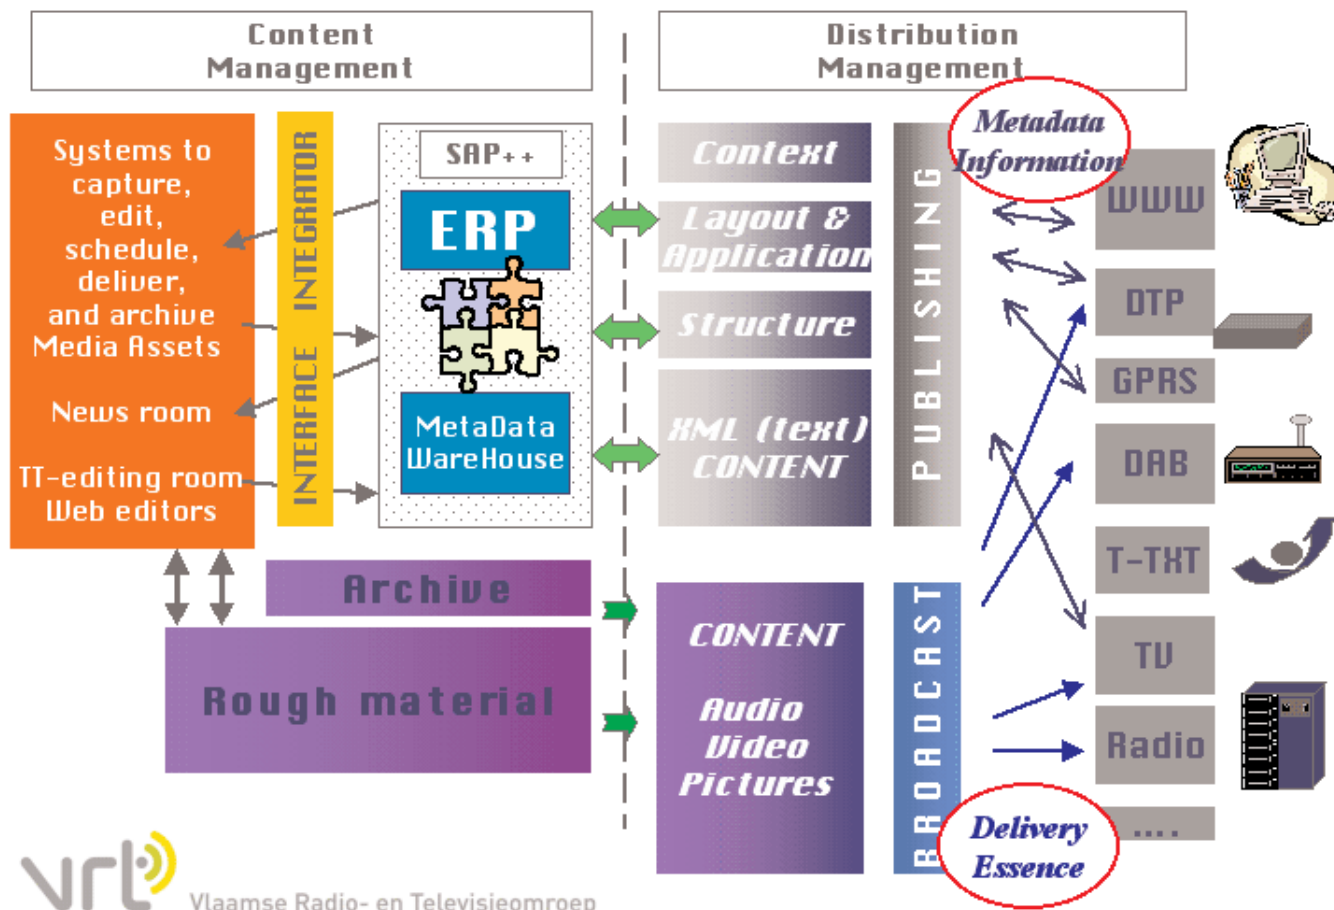 Content
Management
Distribution
Management
Systems to
capture,
edit,
schedule,
deliver,
and archive
Media Assets
News room
TT-editing room
Web editors
INTERFACE INTEGRATOR
SAP++
ERP
MetaData
WareHouse
Archive
Rough material
Context
Layout &
Application
Structure
XML (text)
CONTENT
CONTENT
Audio
Video
Pictures
PUBLISHING
BROADCAST
Metadata
Information
WWW
DTP
GPRS
DAB
T-TXT
TV
Radio
....
Delivery
Essence
vrt
Vlaamse Radio- en Televisieomroep